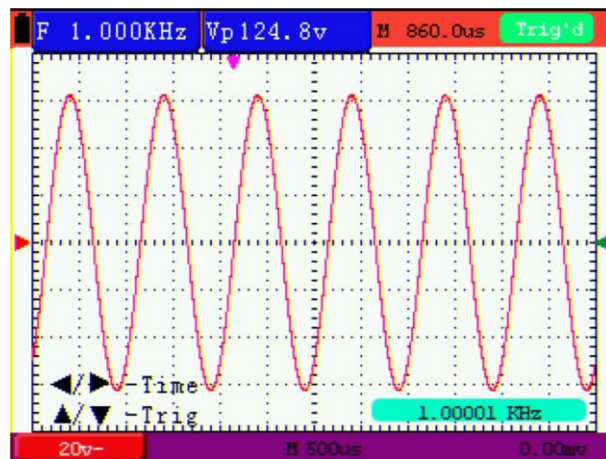 F 1.000KHz Vp124.8v M 860.0us Trig'd
◀/▶ -Time
▲/▼ -Trig
1.00001 KHz
20v~ M 500us 0.00mv